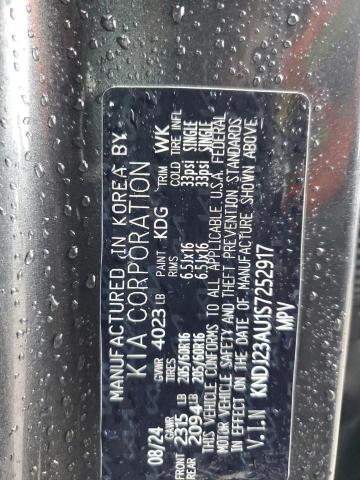 MANUFACTURED IN KOREA BY
KIA CORPORATION
08/24 GVWR 4023 LB PAINT KDG TRIM WK
GAWR TIRES RIMS COLD TIRE INFL
FRONT 2315 LB 205/60R16 6.5Jx16 33psi SINGLE
REAR 2094 LB 205/60R16 6.5Jx16 33psi SINGLE
THIS VEHICLE CONFORMS TO ALL APPLICABLE U.S.A. FEDERAL
MOTOR VEHICLE SAFETY AND THEFT PREVENTION STANDARDS
IN EFFECT ON THE DATE OF MANUFACTURE SHOWN ABOVE.
V.I.N KNDJ23AU1S7252917
MPV